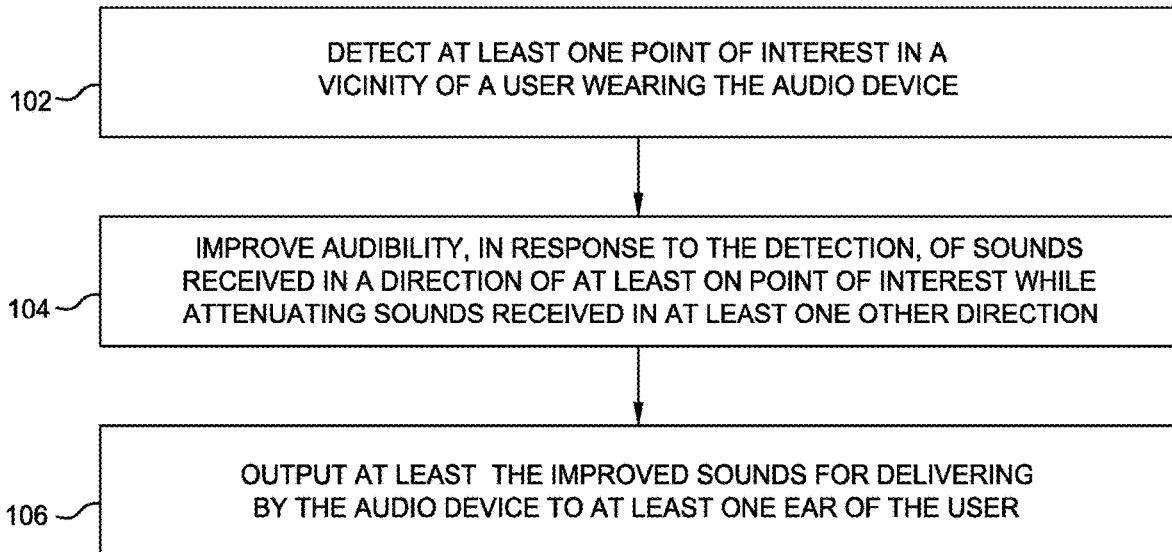 DETECT AT LEAST ONE POINT OF INTEREST IN A
VICINITY OF A USER WEARING THE AUDIO DEVICE
102
IMPROVE AUDIBILITY, IN RESPONSE TO THE DETECTION, OF SOUNDS
RECEIVED IN A DIRECTION OF AT LEAST ON POINT OF INTEREST WHILE
ATTENUATING SOUNDS RECEIVED IN AT LEAST ONE OTHER DIRECTION
104
OUTPUT AT LEAST THE IMPROVED SOUNDS FOR DELIVERING
BY THE AUDIO DEVICE TO AT LEAST ONE EAR OF THE USER
106